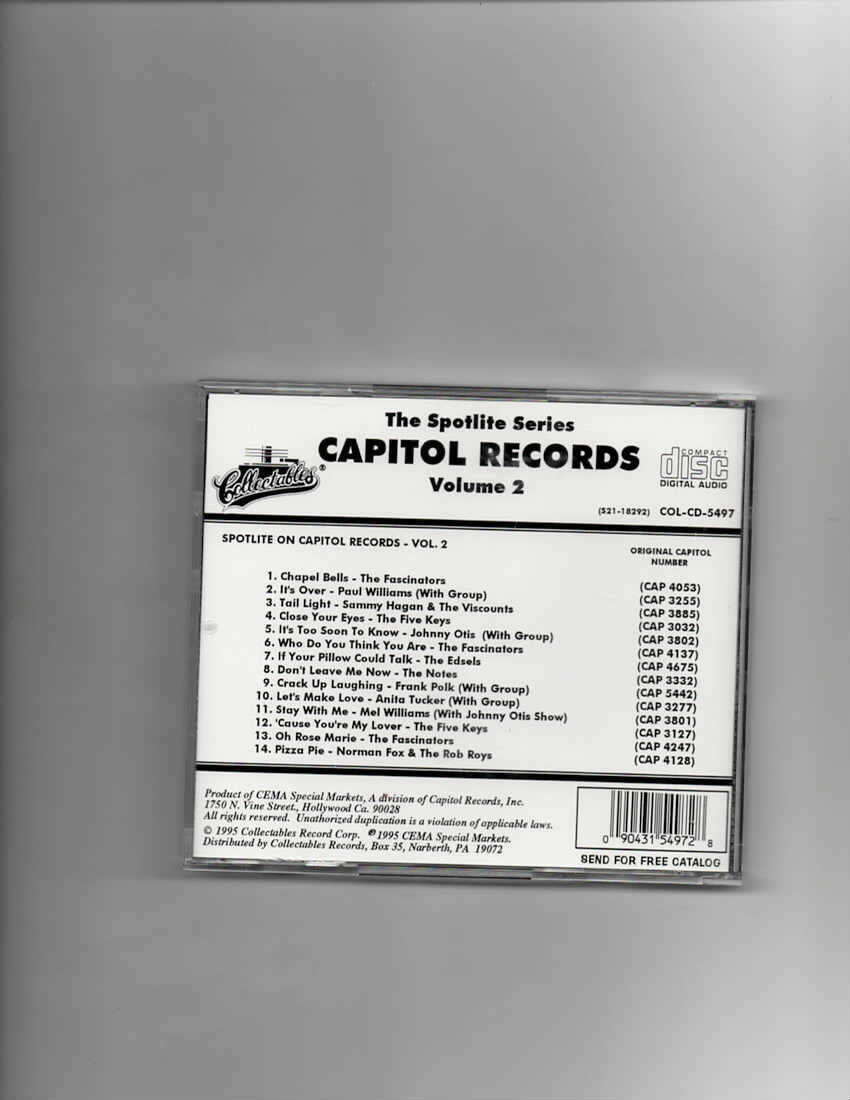 The Spotlite Series
CAPITOL RECORDS
Volume 2
Collectables®
COMPACT
disc
DIGITAL AUDIO
(S21-18292) COL-CD-5497
SPOTLITE ON CAPITOL RECORDS - VOL. 2
ORIGINAL CAPITOL
NUMBER
1. Chapel Bells - The Fascinators (CAP 4053)
2. It's Over - Paul Williams (With Group) (CAP 3255)
3. Tail Light - Sammy Hagan & The Viscounts (CAP 3885)
4. Close Your Eyes - The Five Keys (CAP 3032)
5. It's Too Soon To Know - Johnny Otis (With Group) (CAP 3802)
6. Who Do You Think You Are - The Fascinators (CAP 4137)
7. If Your Pillow Could Talk - The Edsels (CAP 4675)
8. Don't Leave Me Now - The Notes (CAP 3332)
9. Crack Up Laughing - Frank Polk (With Group) (CAP 5442)
10. Let's Make Love - Anita Tucker (With Group) (CAP 3277)
11. Stay With Me - Mel Williams (With Johnny Otis Show) (CAP 3801)
12. 'Cause You're My Lover - The Five Keys (CAP 3127)
13. Oh Rose Marie - The Fascinators (CAP 4247)
14. Pizza Pie - Norman Fox & The Rob Roys (CAP 4128)
Product of CEMA Special Markets, A division of Capitol Records, Inc.
1750 N. Vine Street., Hollywood Ca. 90028
All rights reserved. Unathorized duplication is a violation of applicable laws.
© 1995 Collectables Record Corp. ℗1995 CEMA Special Markets.
Distributed by Collectables Records, Box 35, Narberth, PA 19072
0 90431 54972 8
SEND FOR FREE CATALOG